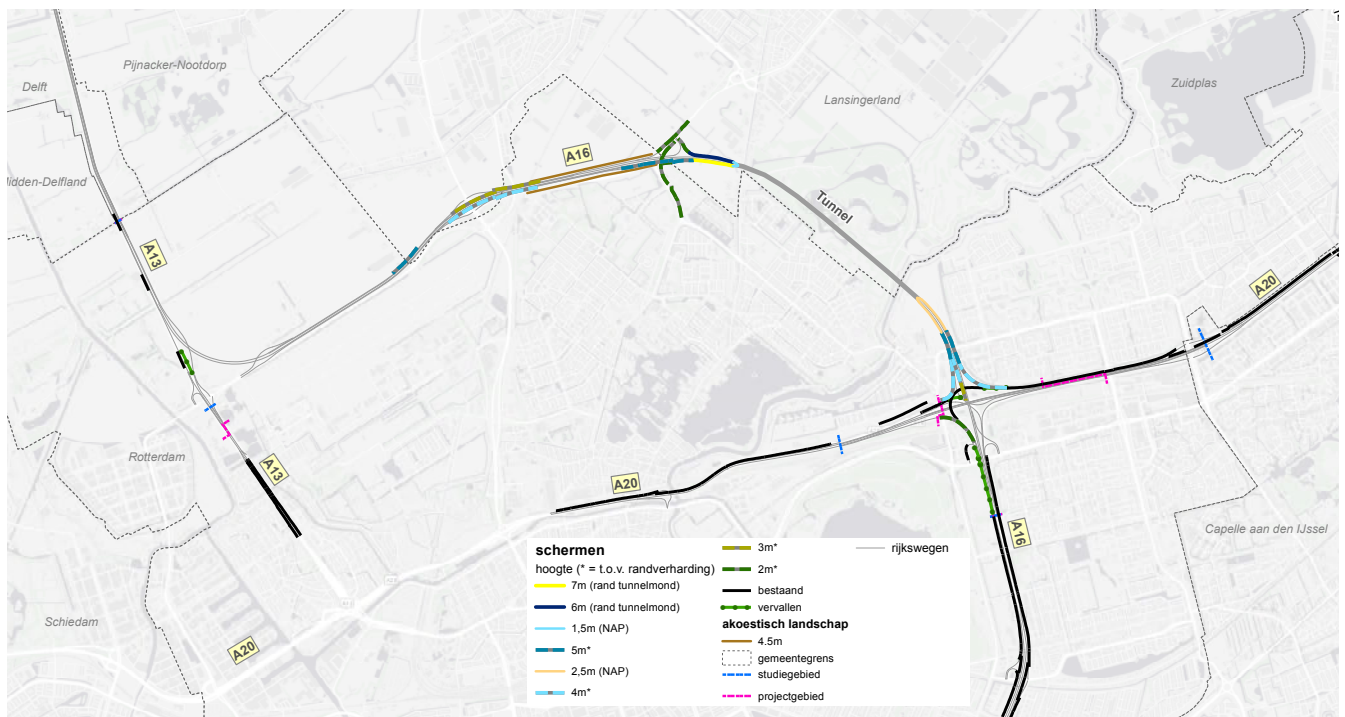 Pijnacker-Nootdorp
Delft
Lansingerland
Zuidplas
A16
Midden-Delfland
Tunnel
A13
A20
Rotterdam
A13
A20
A16
Capelle aan den IJssel
Schiedam
A20
schermen
hoogte (* = t.o.v. randverharding)
7m (rand tunnelmond)
6m (rand tunnelmond)
1,5m (NAP)
5m*
2,5m (NAP)
4m*
3m*
2m*
bestaand
vervallen
akoestisch landschap
4.5m
gemeentegrens
studiegebied
projectgebied
rijkswegen